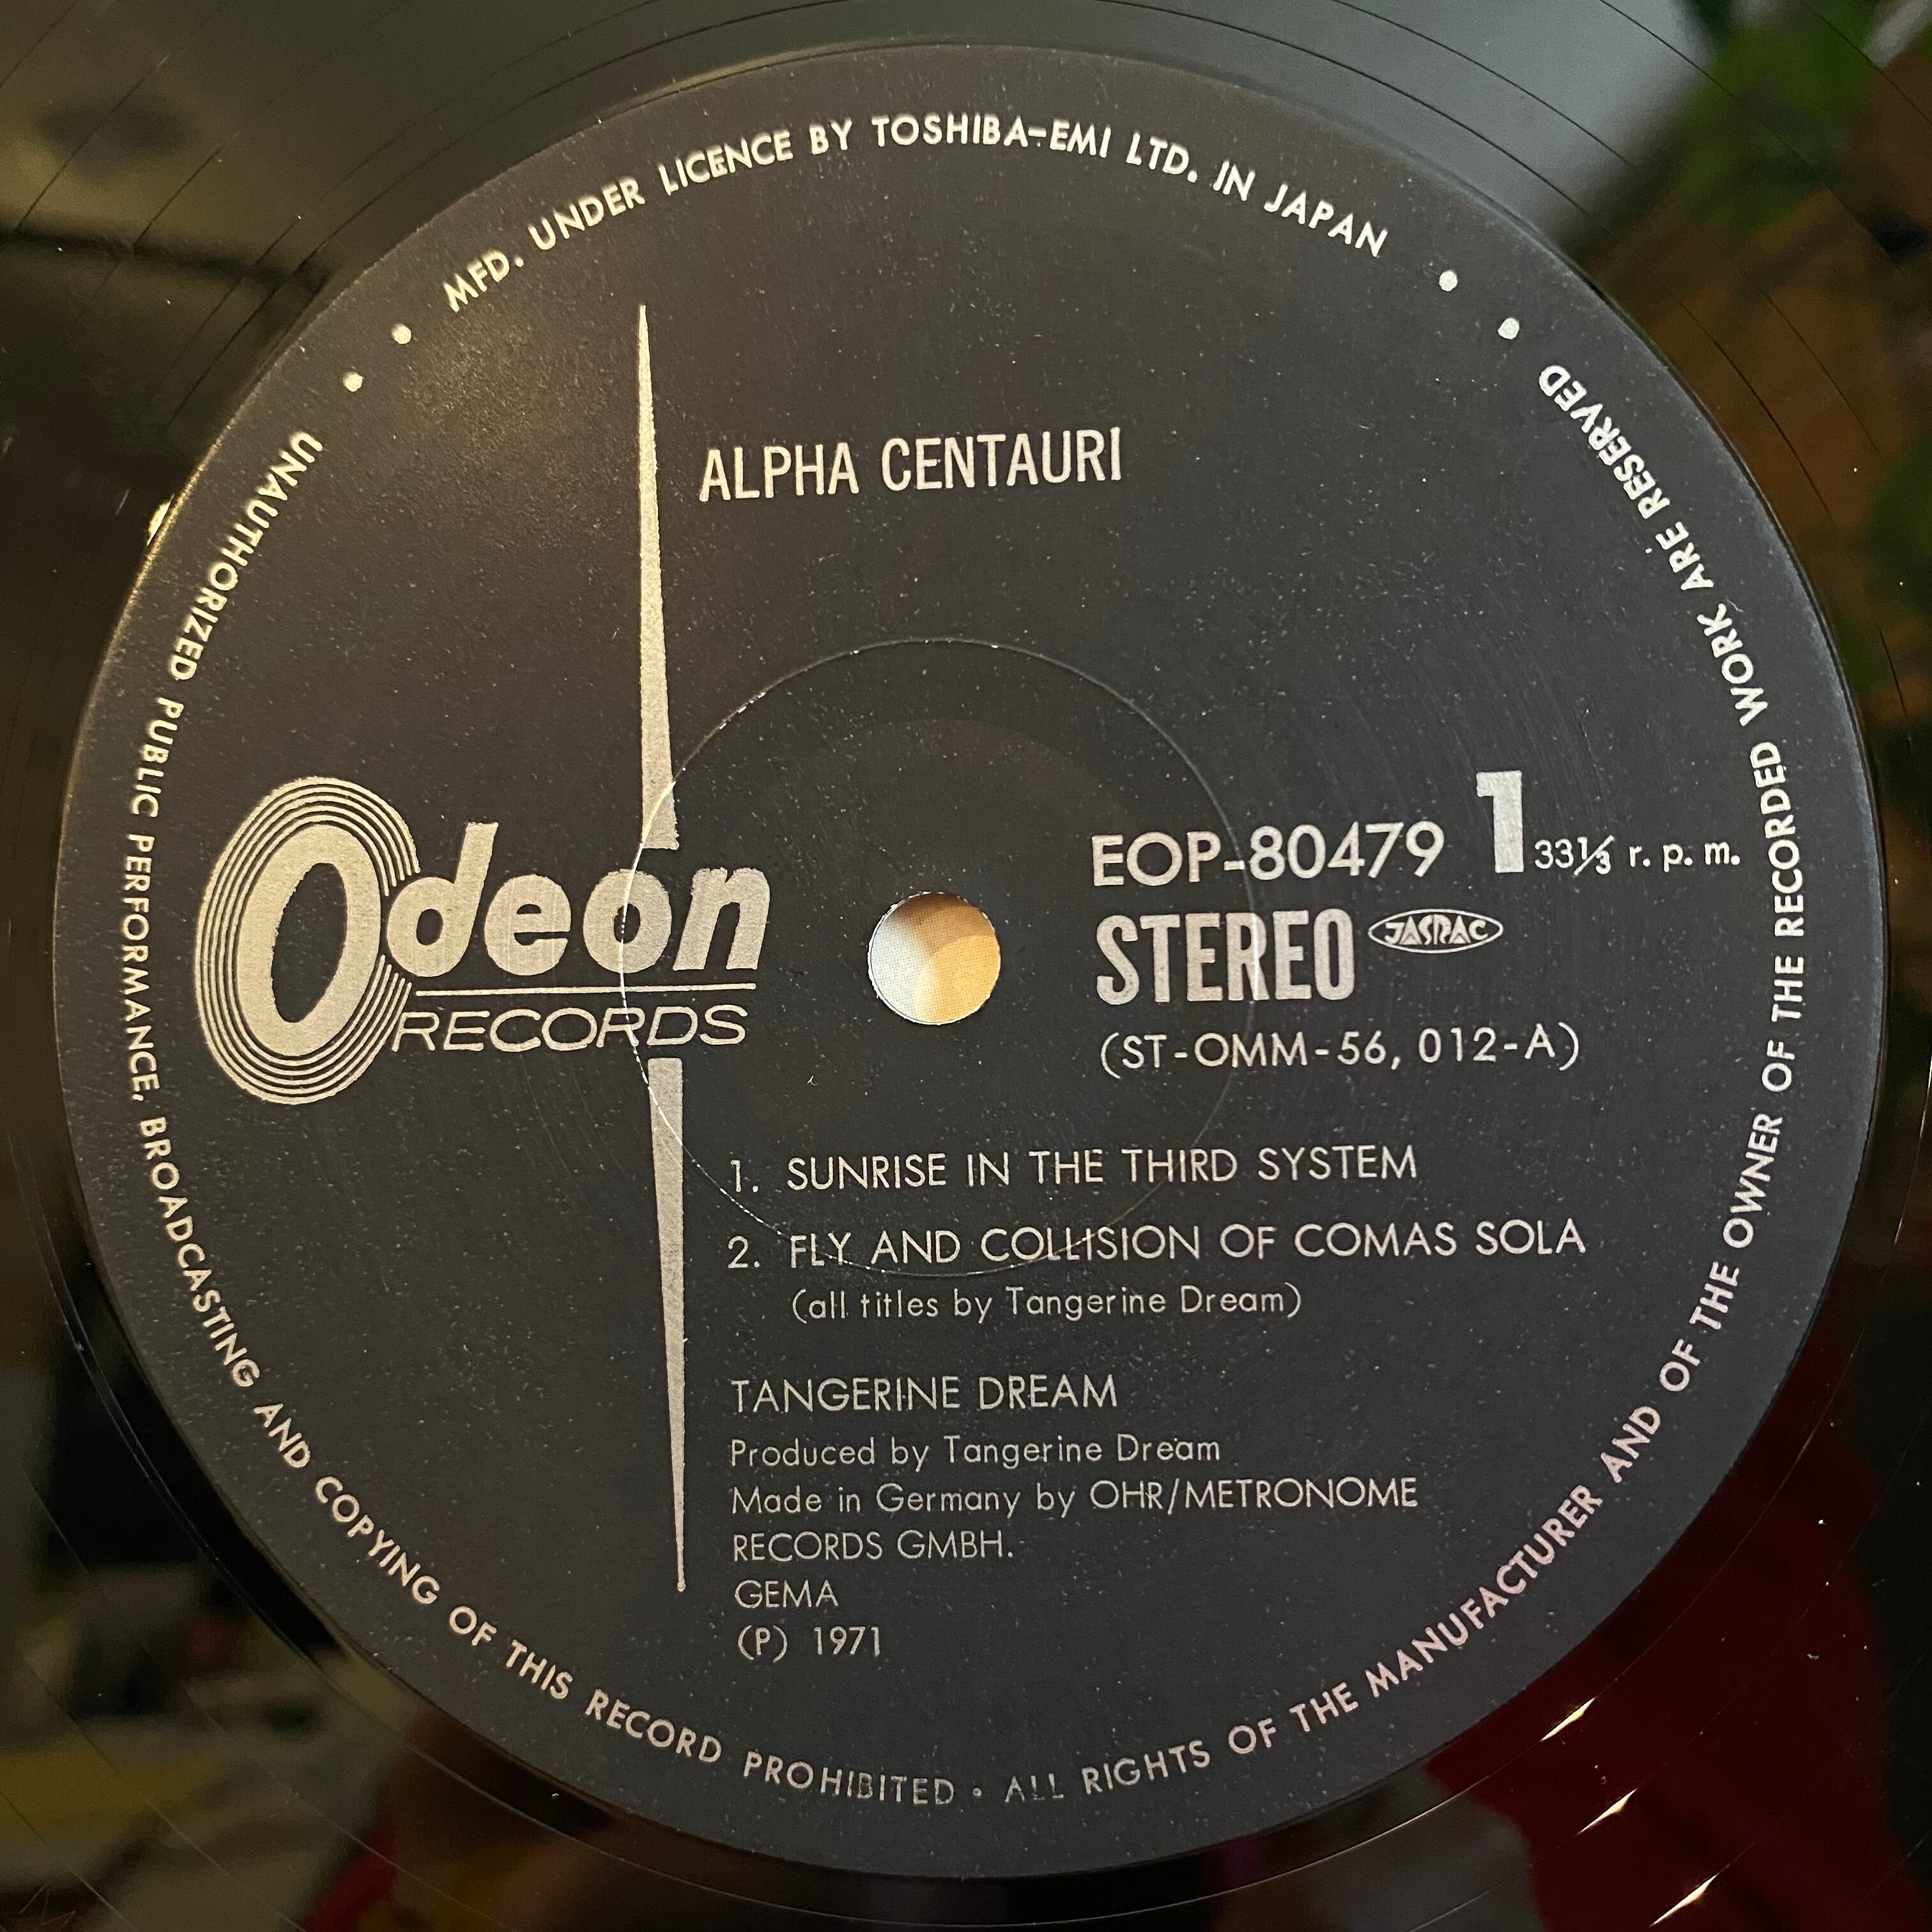 MFD. UNDER LICENCE BY TOSHIBA-EMI LTD. IN JAPAN
ALPHA CENTAURI
Odeon
RECORDS
EOP-80479 1 33⅓ r. p. m.
STEREO JASRAC
(ST-OMM-56, 012-A)
1. SUNRISE IN THE THIRD SYSTEM
2. FLY AND COLLISION OF COMAS SOLA
(all titles by Tangerine Dream)
TANGERINE DREAM
Produced by Tangerine Dream
Made in Germany by OHR/METRONOME
RECORDS GMBH.
GEMA
(P) 1971
UNAUTHORIZED PUBLIC PERFORMANCE, BROADCASTING AND COPYING OF THIS RECORD PROHIBITED • ALL RIGHTS OF THE MANUFACTURER AND OF THE OWNER OF THE RECORDED WORK ARE RESERVED